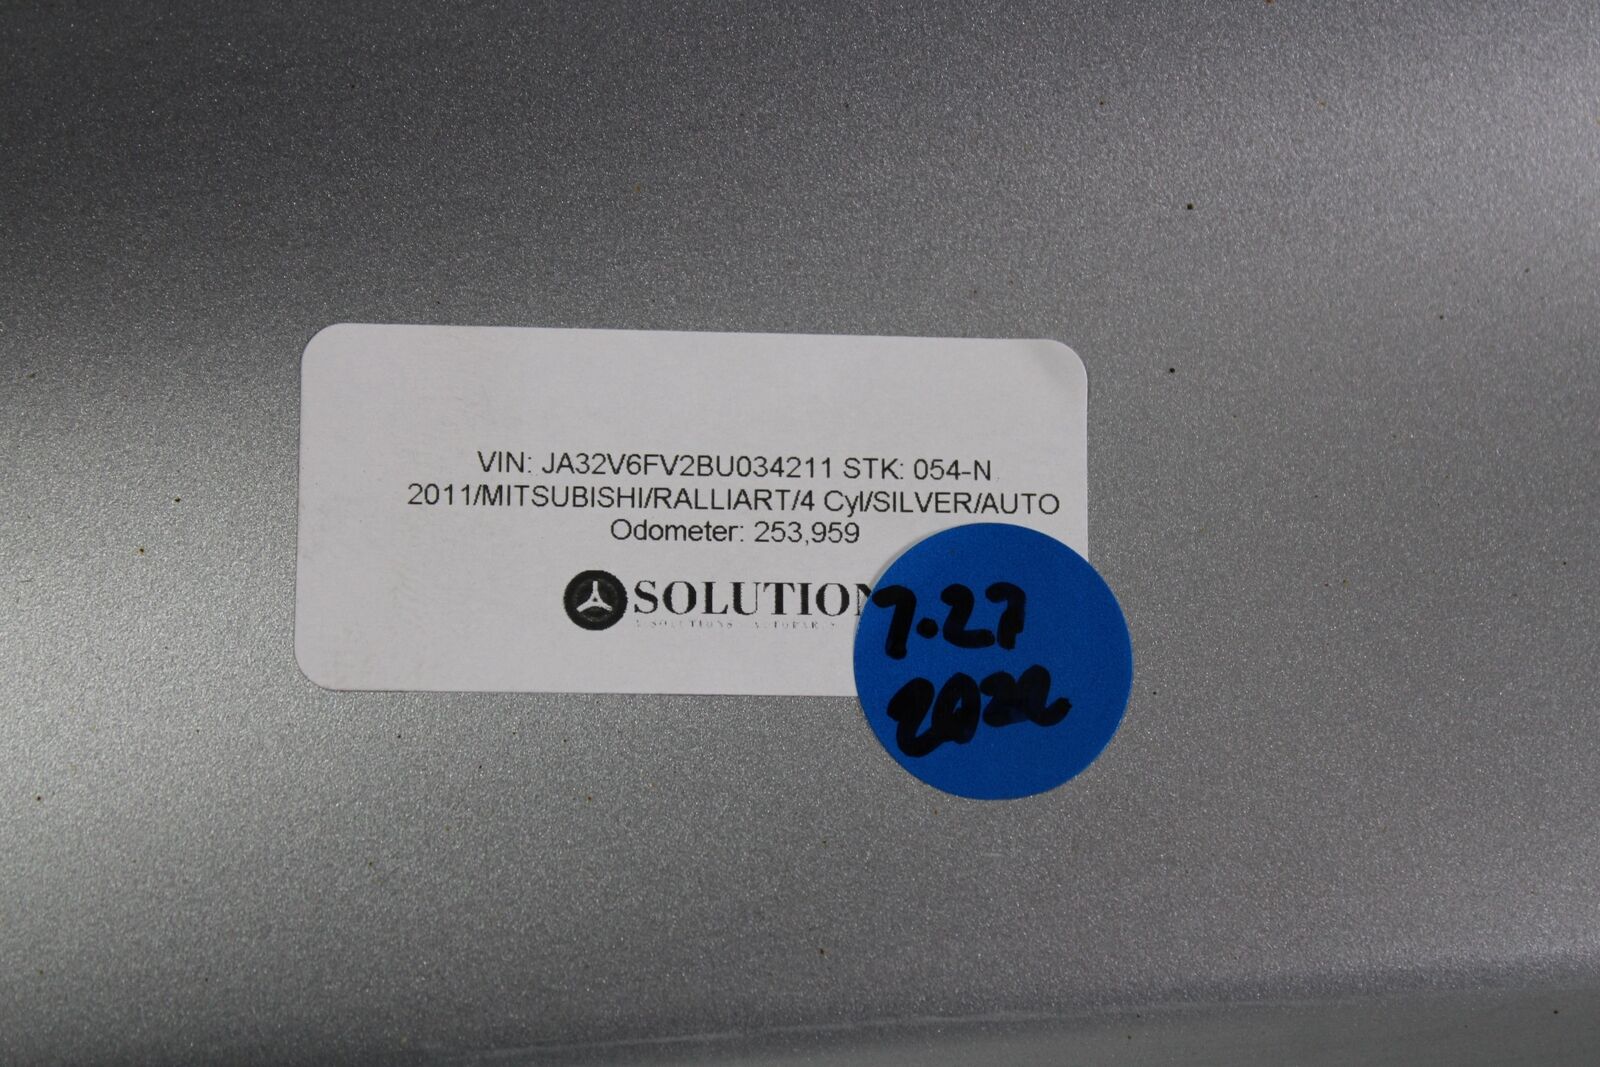 VIN: JA32V6FV2BU034211 STK: 054-N
2011/MITSUBISHI/RALLIART/4 Cyl/SILVER/AUTO
Odometer: 253,959
SOLUTION
7.27
2022